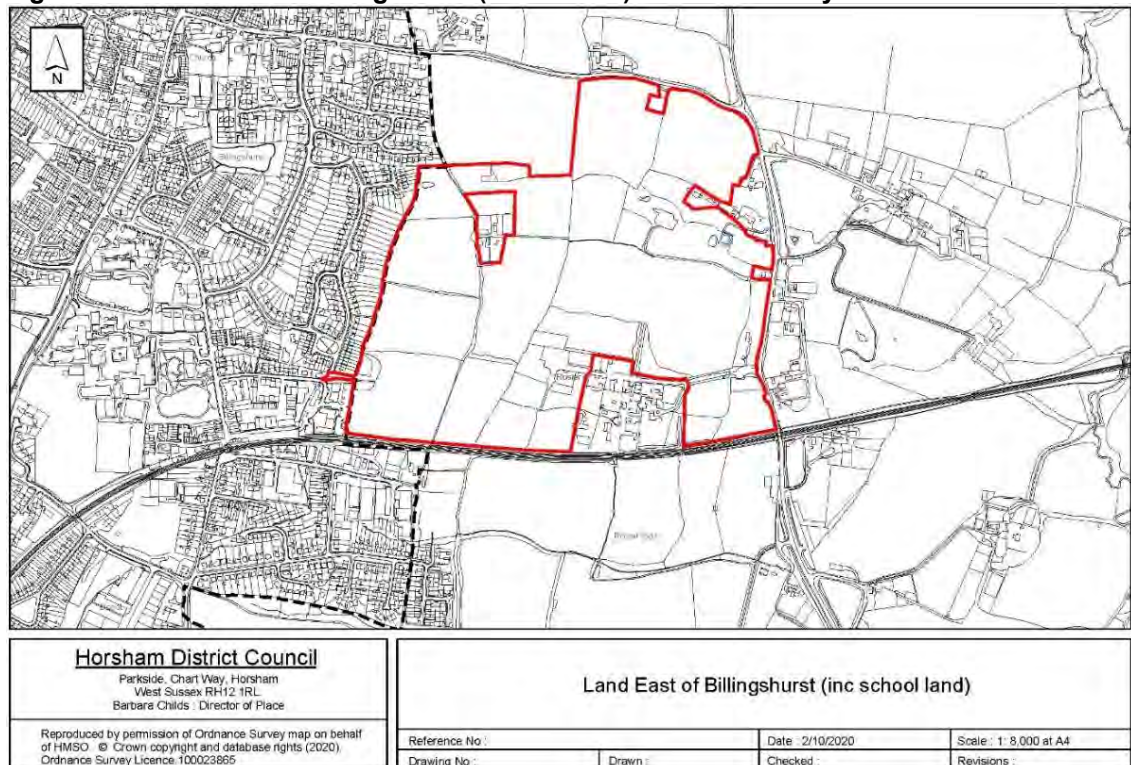 N
Billingshurst
Horsham District Council
Parkside, Chart Way, Horsham
West Sussex RH12 1RL
Barbara Childs : Director of Place
Reproduced by permission of Ordnance Survey map on behalf
of HMSO. © Crown copyright and database rights (2020).
Ordnance Survey Licence.100023865
Land East of Billingshurst (inc school land)
Reference No :
Date : 2/10/2020
Scale : 1: 8,000 at A4
Drawing No :
Drawn :
Checked :
Revisions :